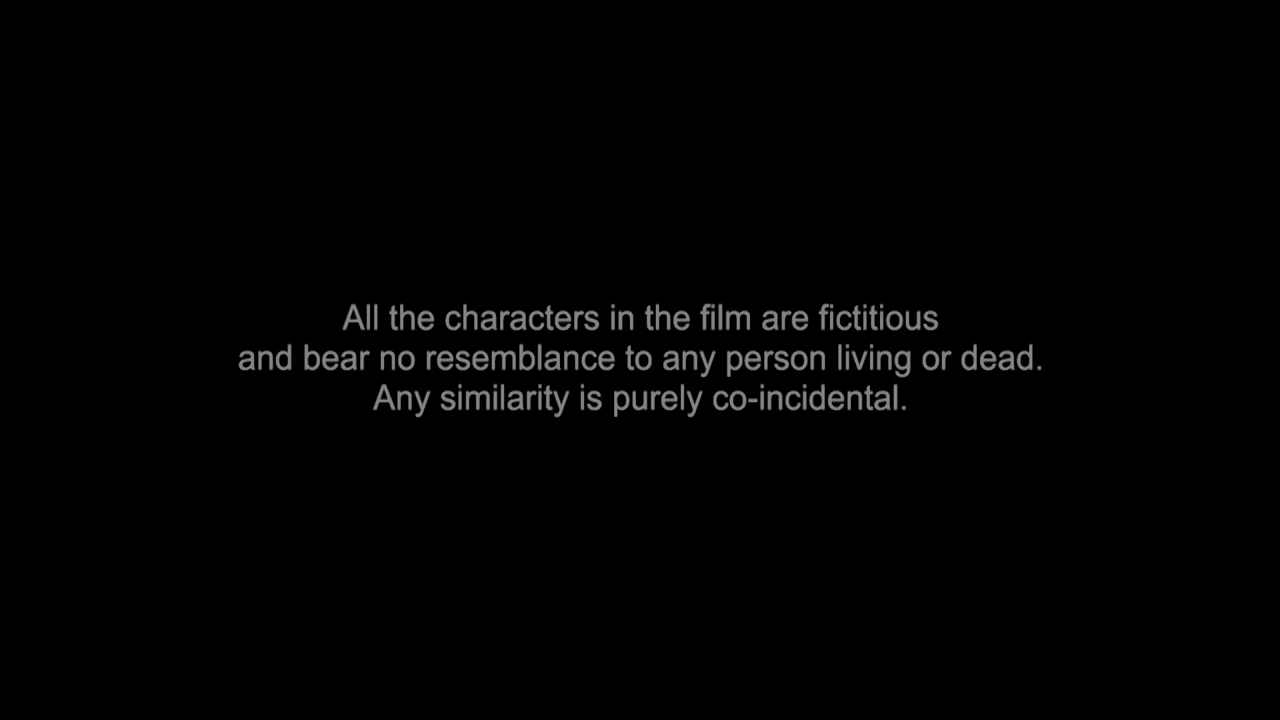 All the characters in the film are fictitious
and bear no resemblance to any person living or dead.
Any similarity is purely co-incidental.